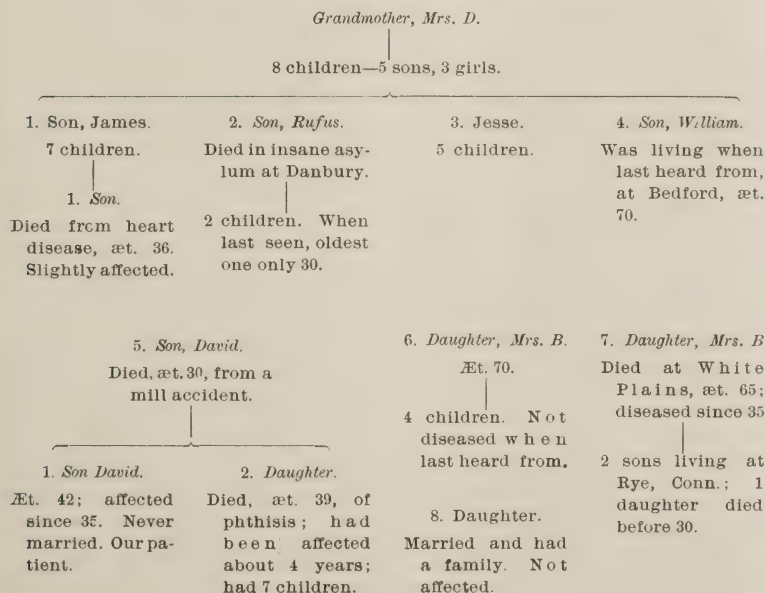 Grandmother, Mrs. D.
8 children—5 sons, 3 girls.
1. Son, James.
7 children.
1. Son.
Died from heart
disease, æt. 36.
Slightly affected.
2. Son, Rufus.
Died in insane asy-
lum at Danbury.
2 children. When
last seen, oldest
one only 30.
3. Jesse.
5 children.
4. Son, William.
Was living when
last heard from,
at Bedford, æt.
70.
5. Son, David.
Died, æt. 30, from a
mill accident.
1. Son David.
Æt. 42; affected
since 35. Never
married. Our pa-
tient.
2. Daughter.
Died, æt. 39, of
phthisis; had
been affected
about 4 years;
had 7 children.
6. Daughter, Mrs. B.
Æt. 70.
4 children. Not
diseased when
last heard from.
8. Daughter.
Married and had
a family. Not
affected.
7. Daughter, Mrs. B
Died at White
Plains, æt. 65;
diseased since 35
2 sons living at
Rye, Conn.; 1
daughter died
before 30.